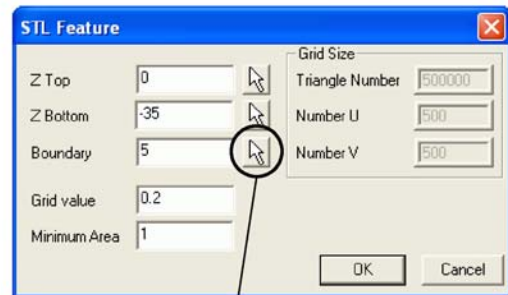 STL Feature
Grid Size
Z Top 0 Triangle Number 500000
Z Bottom -35 Number U 500
Boundary 5 Number V 500
Grid value 0.2
Minimum Area 1
OK Cancel